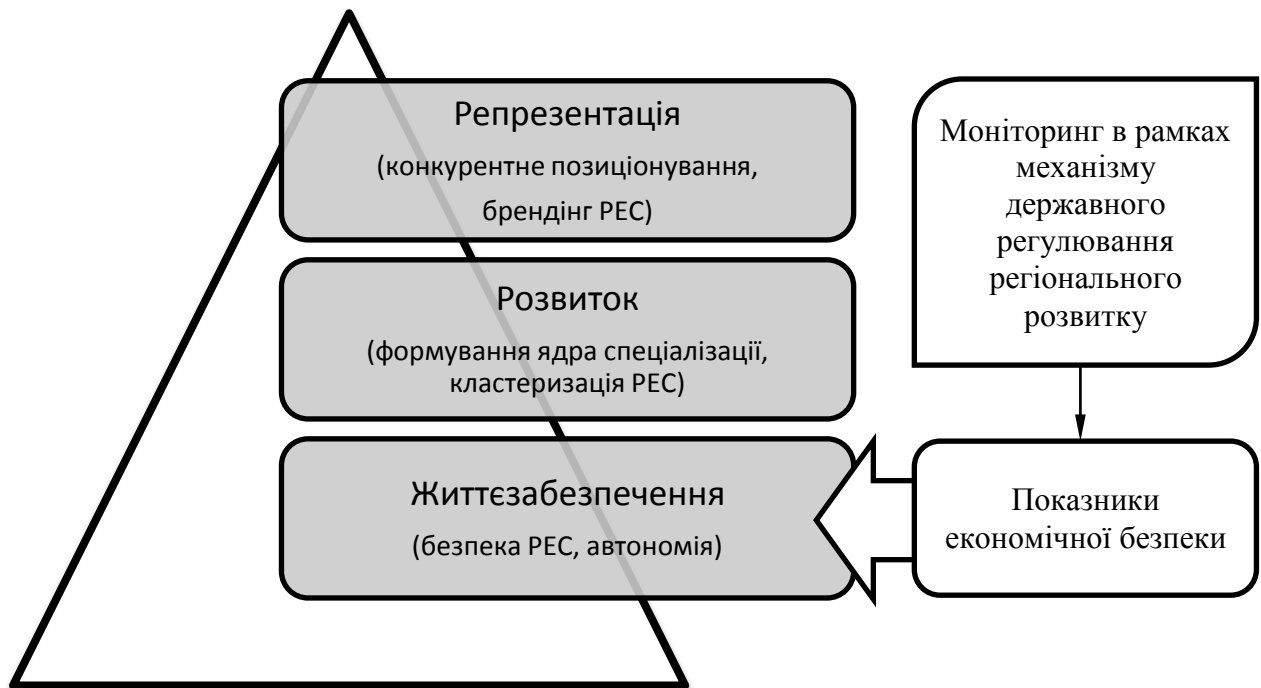 Репрезентація
(конкурентне позиціонування,
брендінг РЕС)
Розвиток
(формування ядра спеціалізації,
кластеризація РЕС)
Життєзабезпечення
(безпека РЕС, автономія)
Моніторинг в рамках
механізму
державного
регулювання
регіонального
розвитку
Показники
економічної безпеки